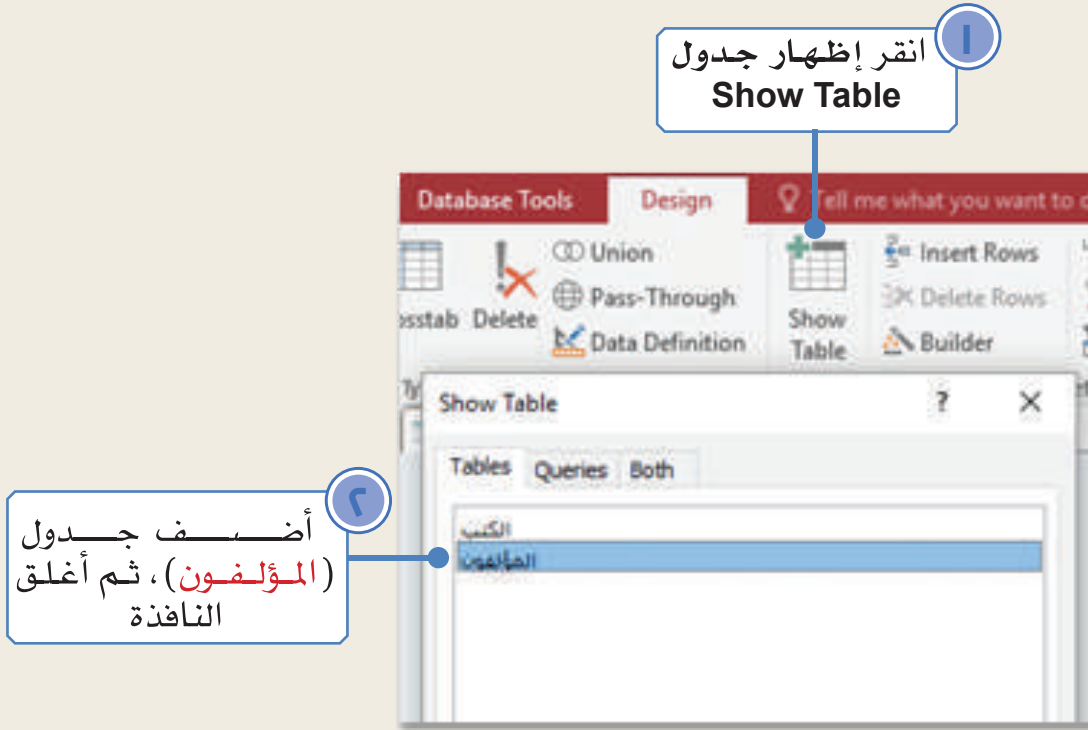 ١
انقر إظهار جدول
Show Table
Database Tools Design Tell me what you want to
Union Insert Rows
Pass-Through Delete Rows
Delete Show
Data Definition Table Builder
Show Table ? ×
Tables Queries Both
الكتب
المؤلفون
٢
أضف جدول
(المؤلفون)، ثم أغلق
النافذة